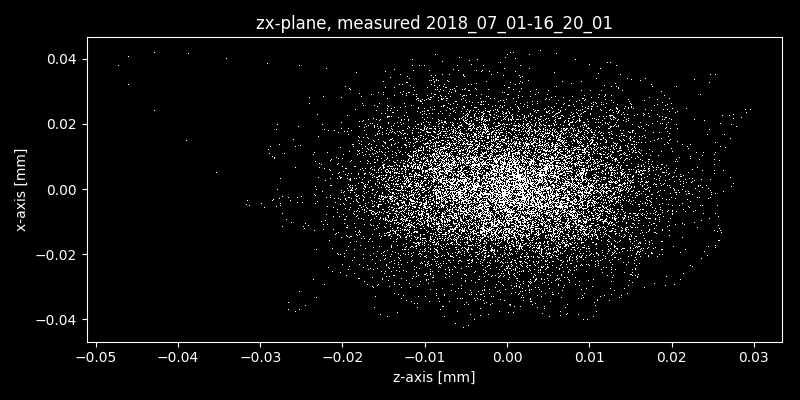 zx-plane, measured 2018_07_01-16_20_01
0.04
0.02
0.00
−0.02
−0.04
x-axis [mm]
−0.05 −0.04 −0.03 −0.02 −0.01 0.00 0.01 0.02 0.03
z-axis [mm]